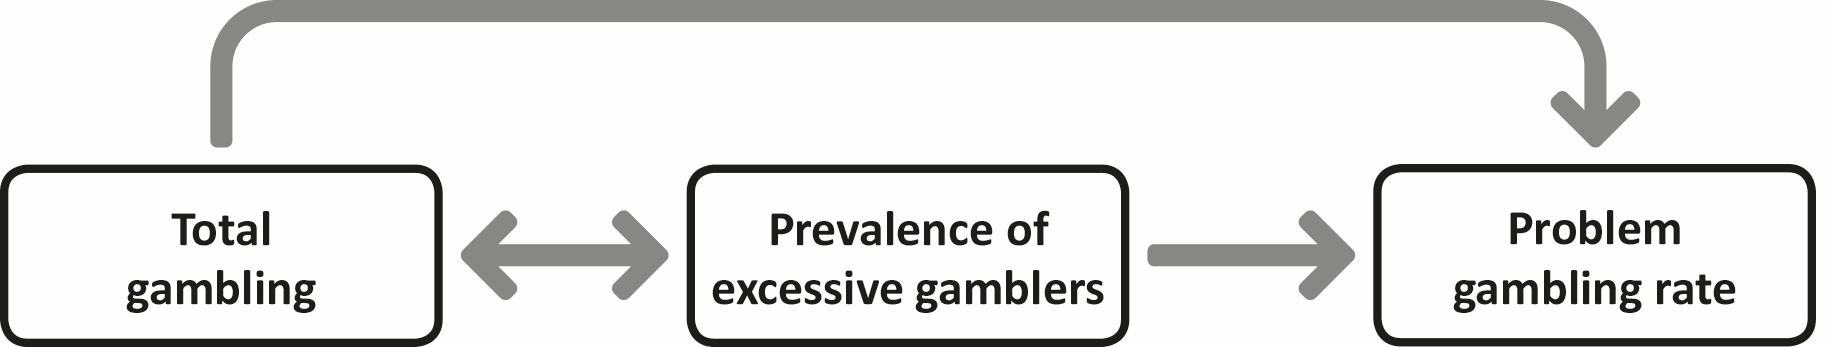 Total
gambling
Prevalence of
excessive gamblers
Problem
gambling rate